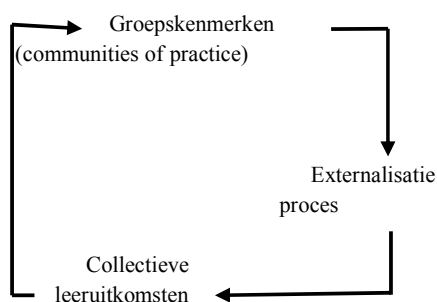 Groepskenmerken
(communities of practice)
Externalisatie
proces
Collectieve
leeruitkomsten